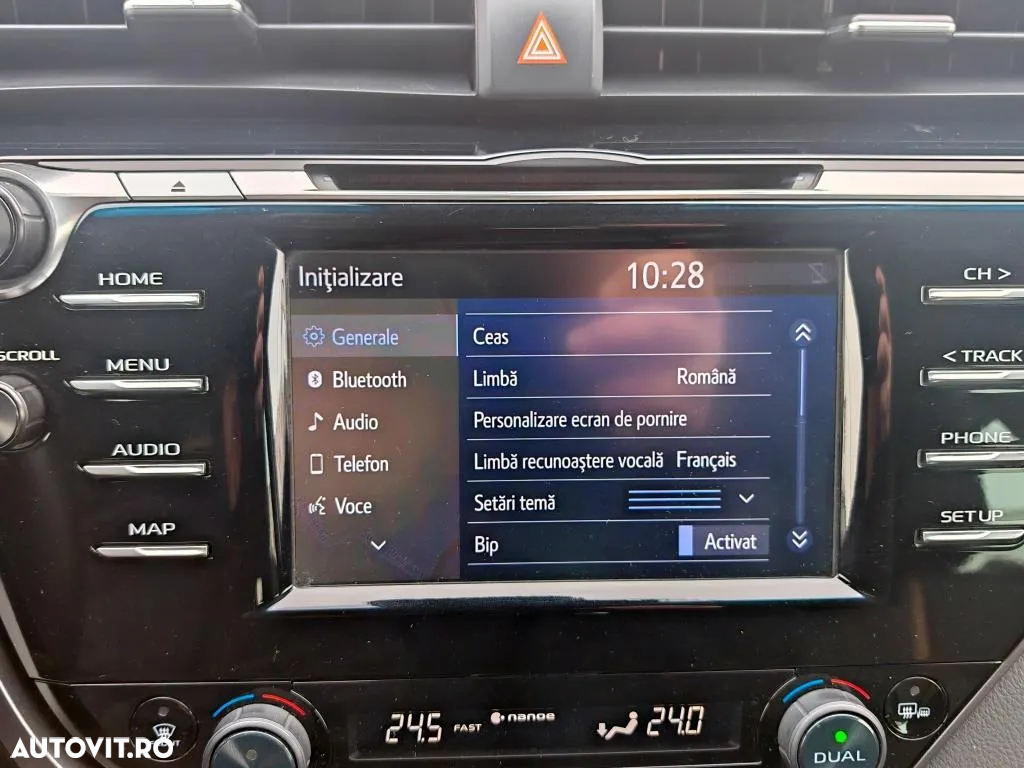 HOME
MENU
AUDIO
MAP
SCROLL
Inițializare 10:28
Generale
Bluetooth
Audio
Telefon
Voce
Ceas
Limbă Română
Personalizare ecran de pornire
Limbă recunoaștere vocală Français
Setări temă
Bip Activat
CH >
< TRACK
PHONE
SETUP
24.5 FAST nanoe 24.0
DUAL
AUTOVIT.RO